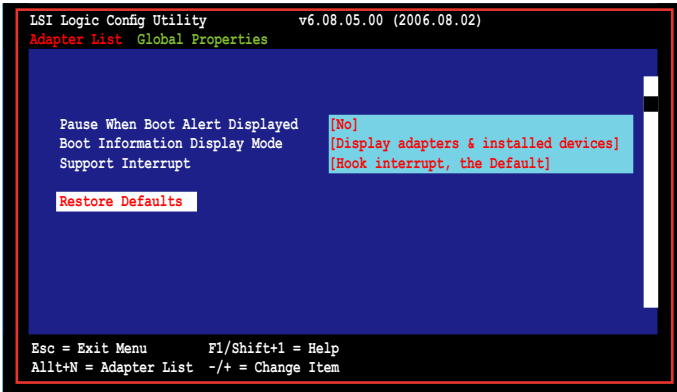 LSI Logic Config Utility v6.08.05.00 (2006.08.02)
Adapter List Global Properties
Pause When Boot Alert Displayed [No]
Boot Information Display Mode [Display adapters & installed devices]
Support Interrupt [Hook interrupt, the Default]
Restore Defaults
Esc = Exit Menu F1/Shift+1 = Help
Allt+N = Adapter List -/+ = Change Item